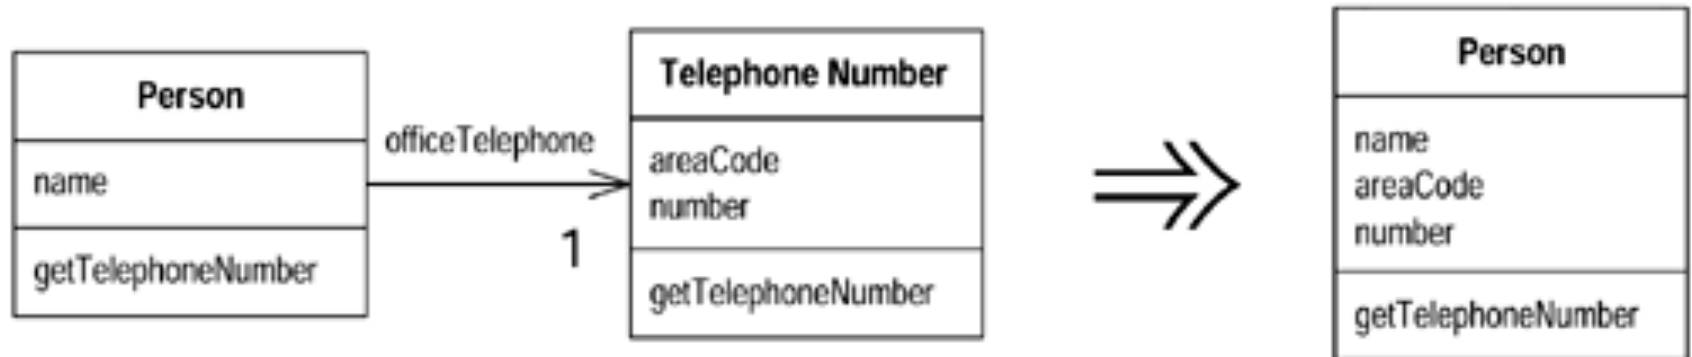 Person
name
getTelephoneNumber
officeTelephone
1
Telephone Number
areaCode
number
getTelephoneNumber
Person
name
areaCode
number
getTelephoneNumber